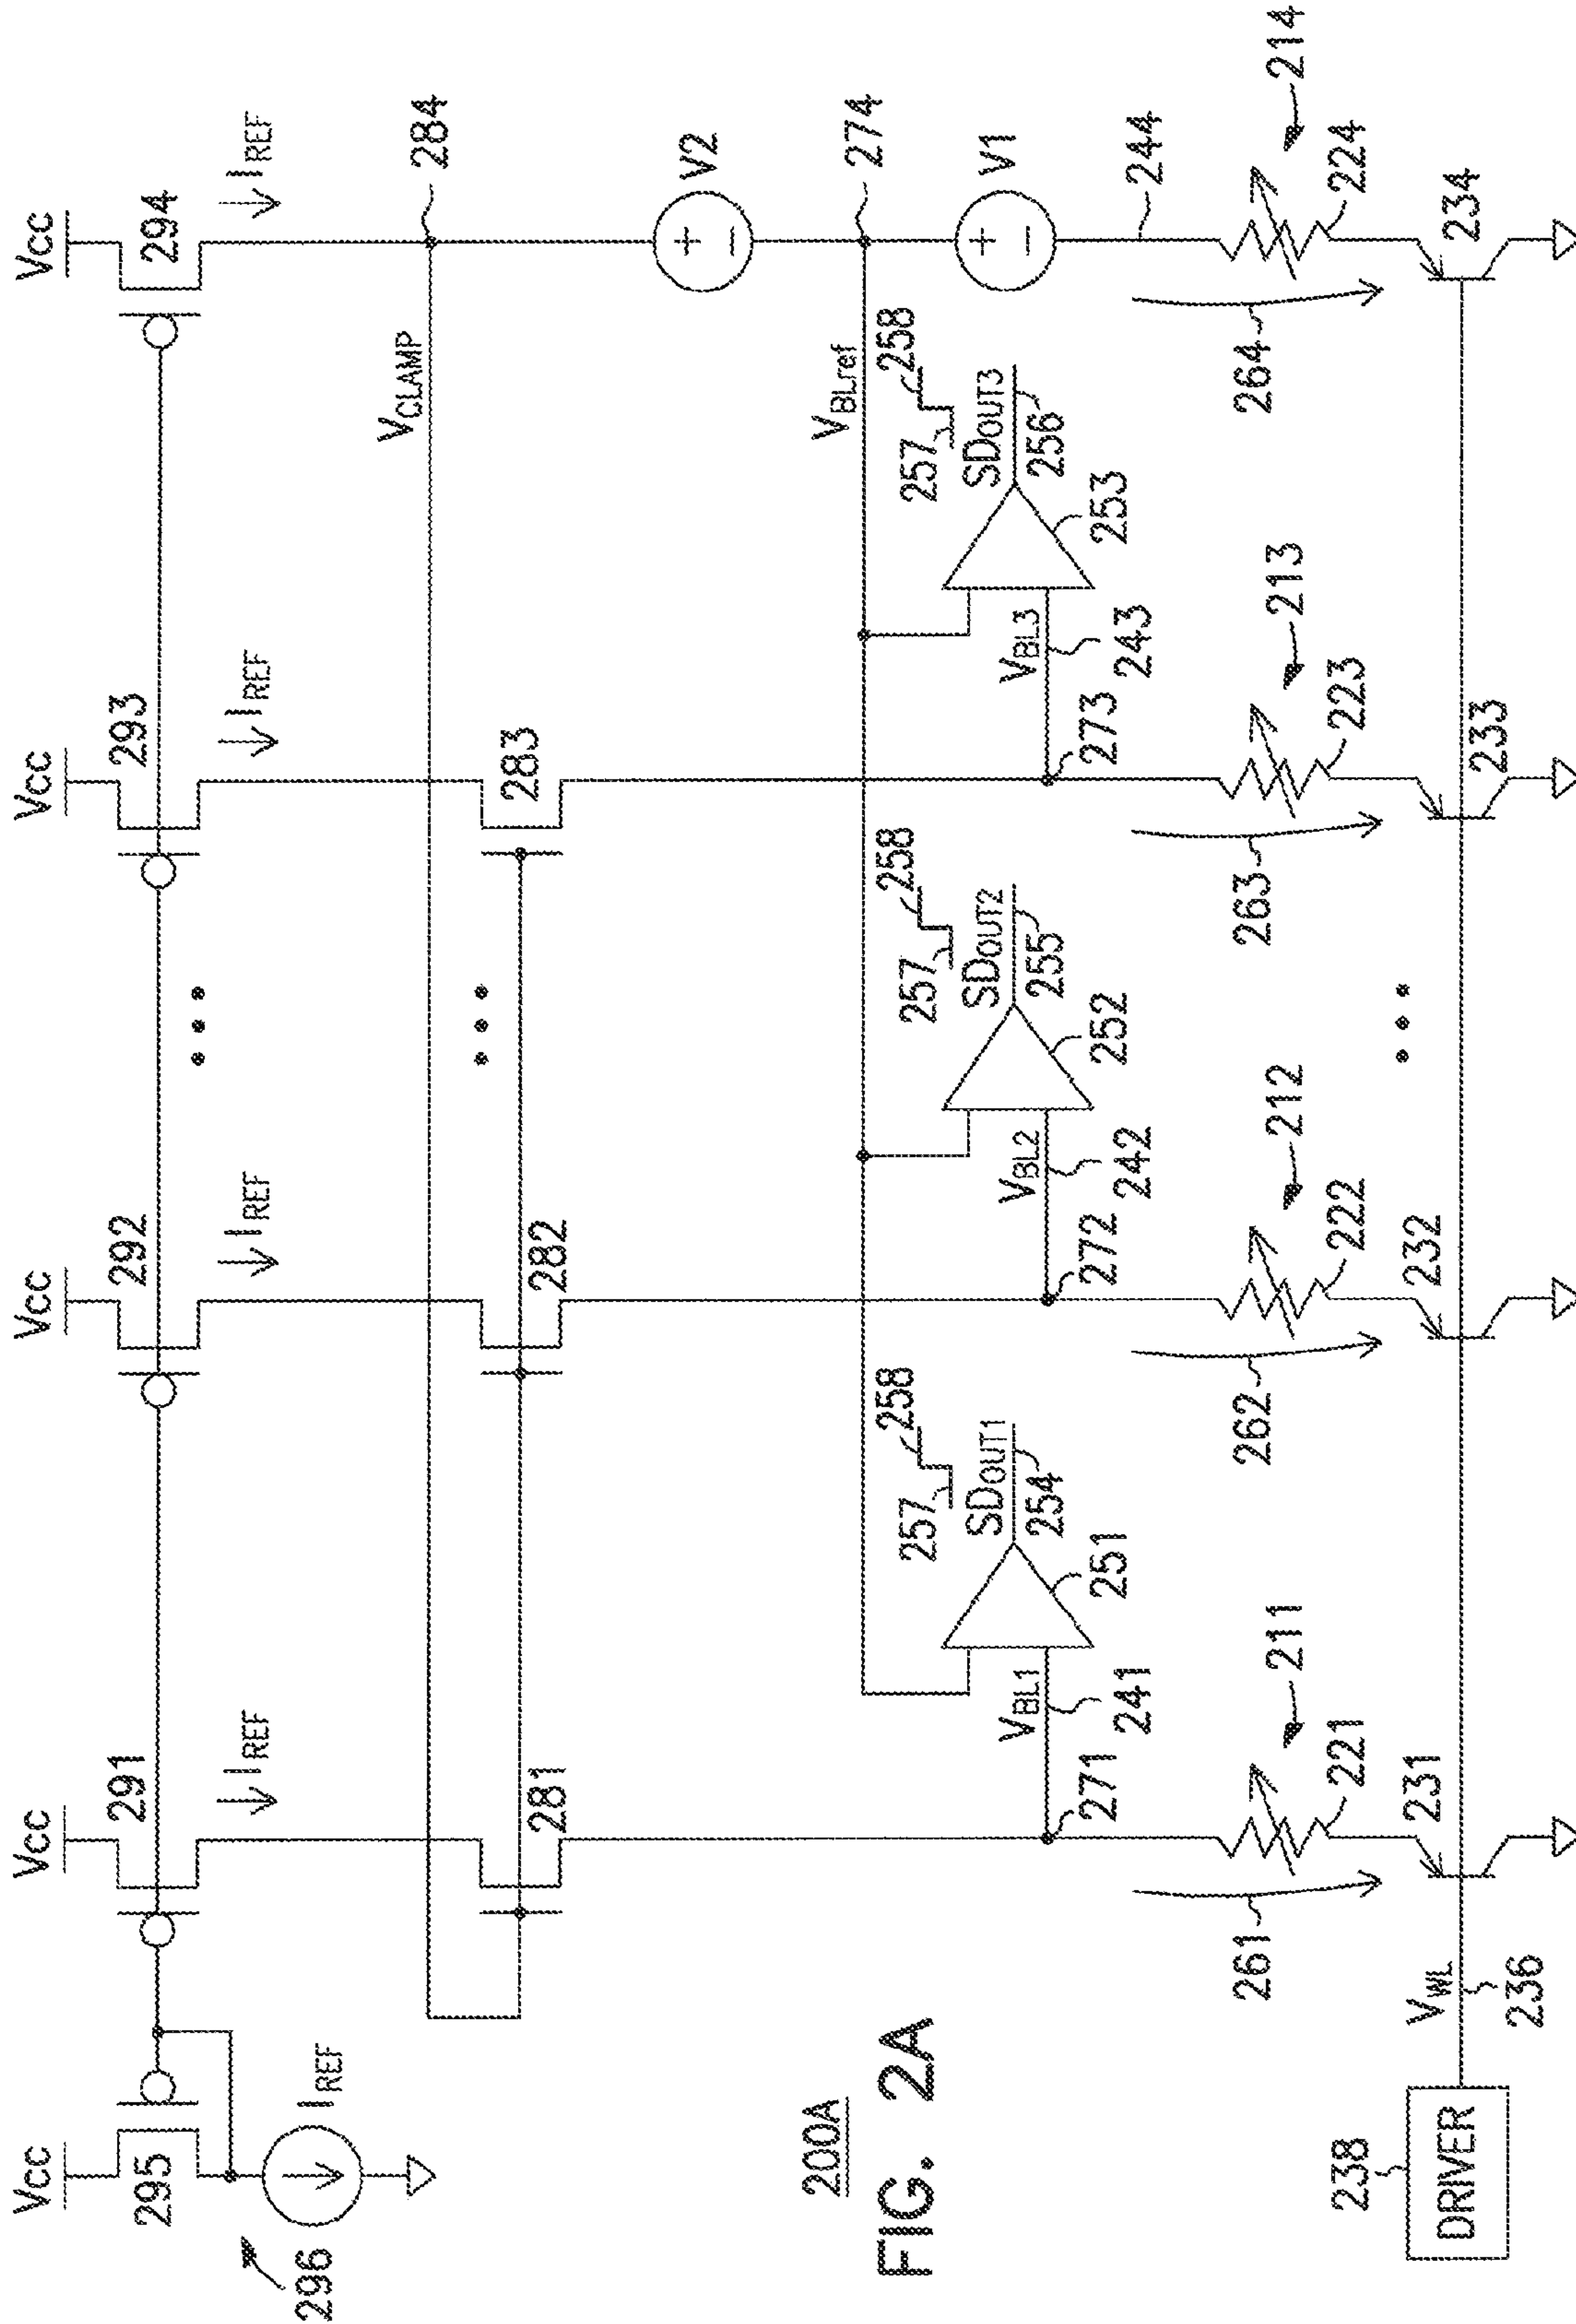 Vcc
Vcc
Vcc
Vcc
Vcc
295
291
292
293
294
IREF
IREF
IREF
IREF
IREF
296
VCLAMP
284
281
282
283
V2
VBLref
274
257
258
257
258
257
258
SDOUT1
SDOUT2
SDOUT3
254
255
256
V1
VBL1
VBL2
VBL3
241
251
242
252
243
253
244
271
272
273
261
211
262
212
263
213
264
214
221
222
223
224
231
232
233
234
238
DRIVER
VWL
236
200A
FIG. 2A